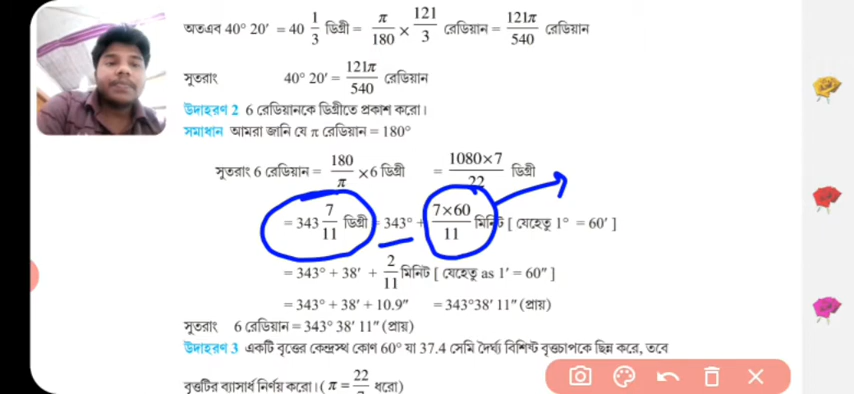 অতএব 40° 20′ = 40 1/3 ডিগ্রী = π/180 × 121/3 রেডিয়ান = 121π/540 রেডিয়ান
সুতরাং 40° 20′ = 121π/540 রেডিয়ান
উদাহরণ 2 6 রেডিয়ানকে ডিগ্রীতে প্রকাশ করো।
সমাধান আমরা জানি যে π রেডিয়ান = 180°
সুতরাং 6 রেডিয়ান = 180/π ×6 ডিগ্রী = 1080×7/22 ডিগ্রী
= 343 7/11 ডিগ্রী = 343° + 7×60/11 মিনিট [ যেহেতু 1° = 60′ ]
= 343° + 38′ + 2/11 মিনিট [ যেহেতু as 1′ = 60″ ]
= 343° + 38′ + 10.9″ = 343°38′ 11″ (প্রায়)
সুতরাং 6 রেডিয়ান = 343° 38′ 11″ (প্রায়)
উদাহরণ 3 একটি বৃত্তের কেন্দ্রস্থ কোণ 60° যা 37.4 সেমি দৈর্ঘ্য বিশিষ্ট বৃত্তচাপকে ছিন্ন করে, তবে
বৃত্তটির ব্যাসার্ধ নির্ণয় করো। ( π = 22/ ধরো)